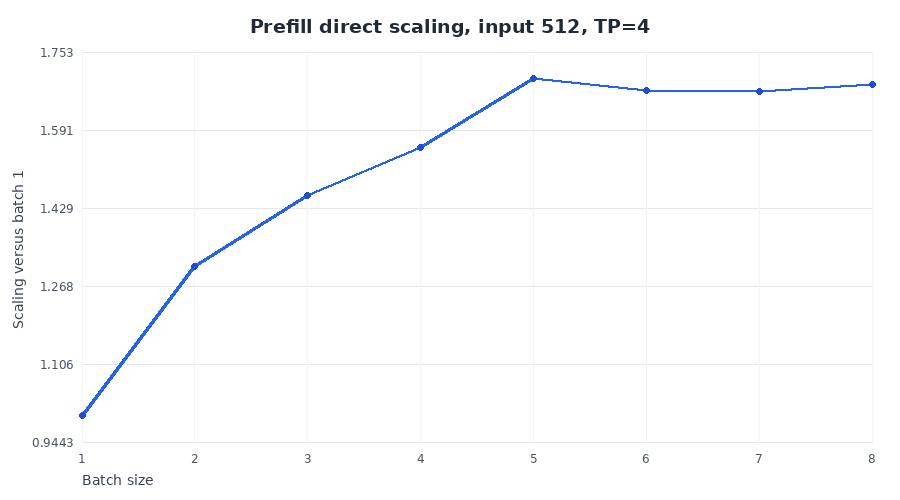 Prefill direct scaling, input 512, TP=4
Scaling versus batch 1
1.753
1.591
1.429
1.268
1.106
0.9443
1 2 3 4 5 6 7 8
Batch size